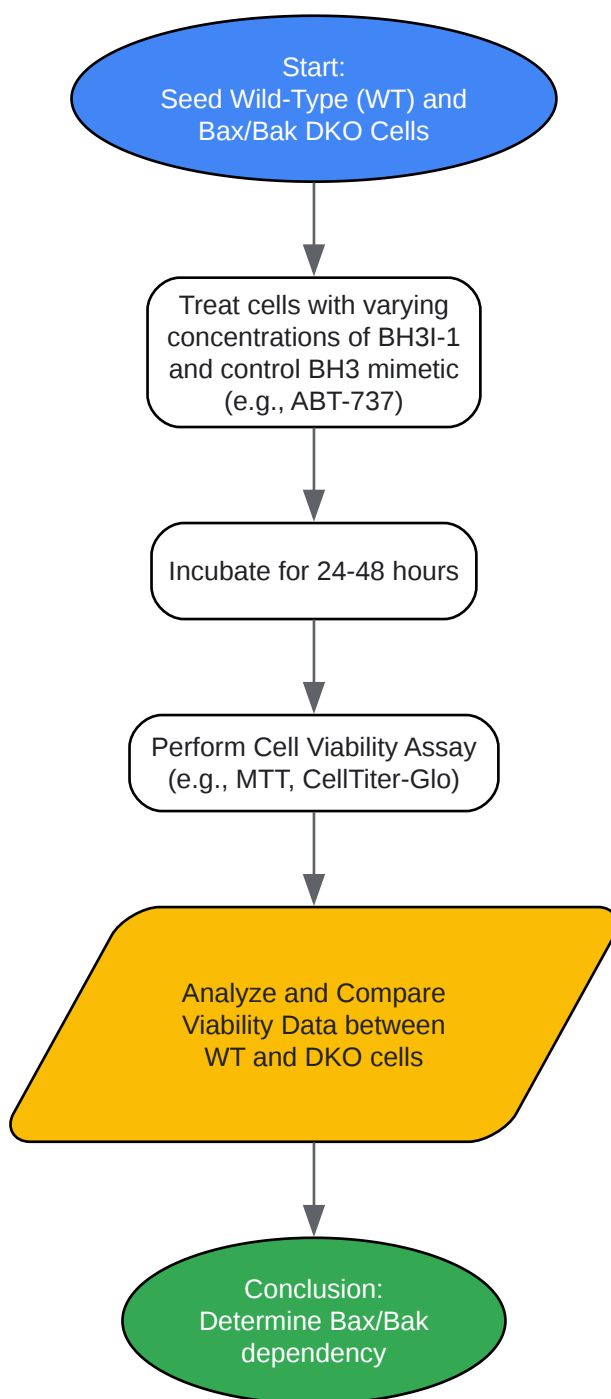 Start:
Seed Wild-Type (WT) and
Bax/Bak DKO Cells
Treat cells with varying
concentrations of BH3I-1
and control BH3 mimetic
(e.g., ABT-737)
Incubate for 24-48 hours
Perform Cell Viability Assay
(e.g., MTT, CellTiter-Glo)
Analyze and Compare
Viability Data between
WT and DKO cells
Conclusion:
Determine Bax/Bak
dependency